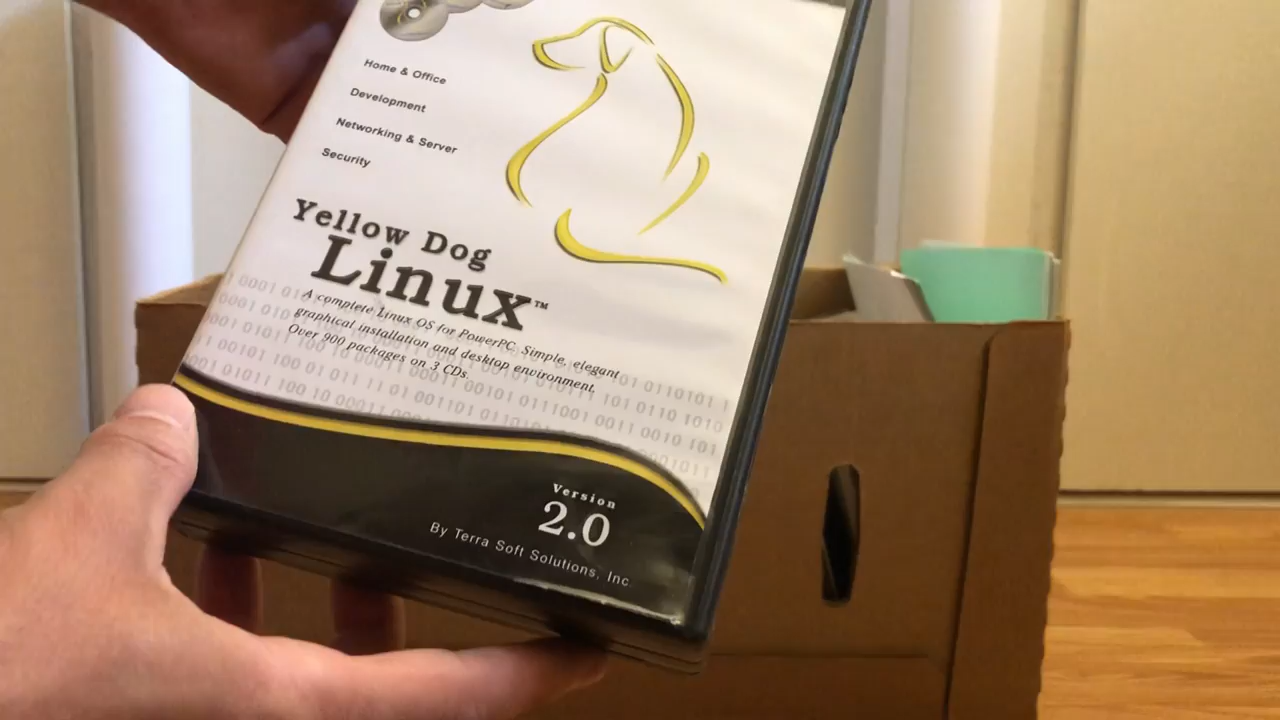 Home & Office
Development
Networking & Server
Security
Yellow Dog
Linux™
A complete Linux OS for PowerPC. Simple, elegant
graphical installation and desktop environment.
Over 900 packages on 3 CDs.
Version
2.0
By Terra Soft Solutions, Inc.